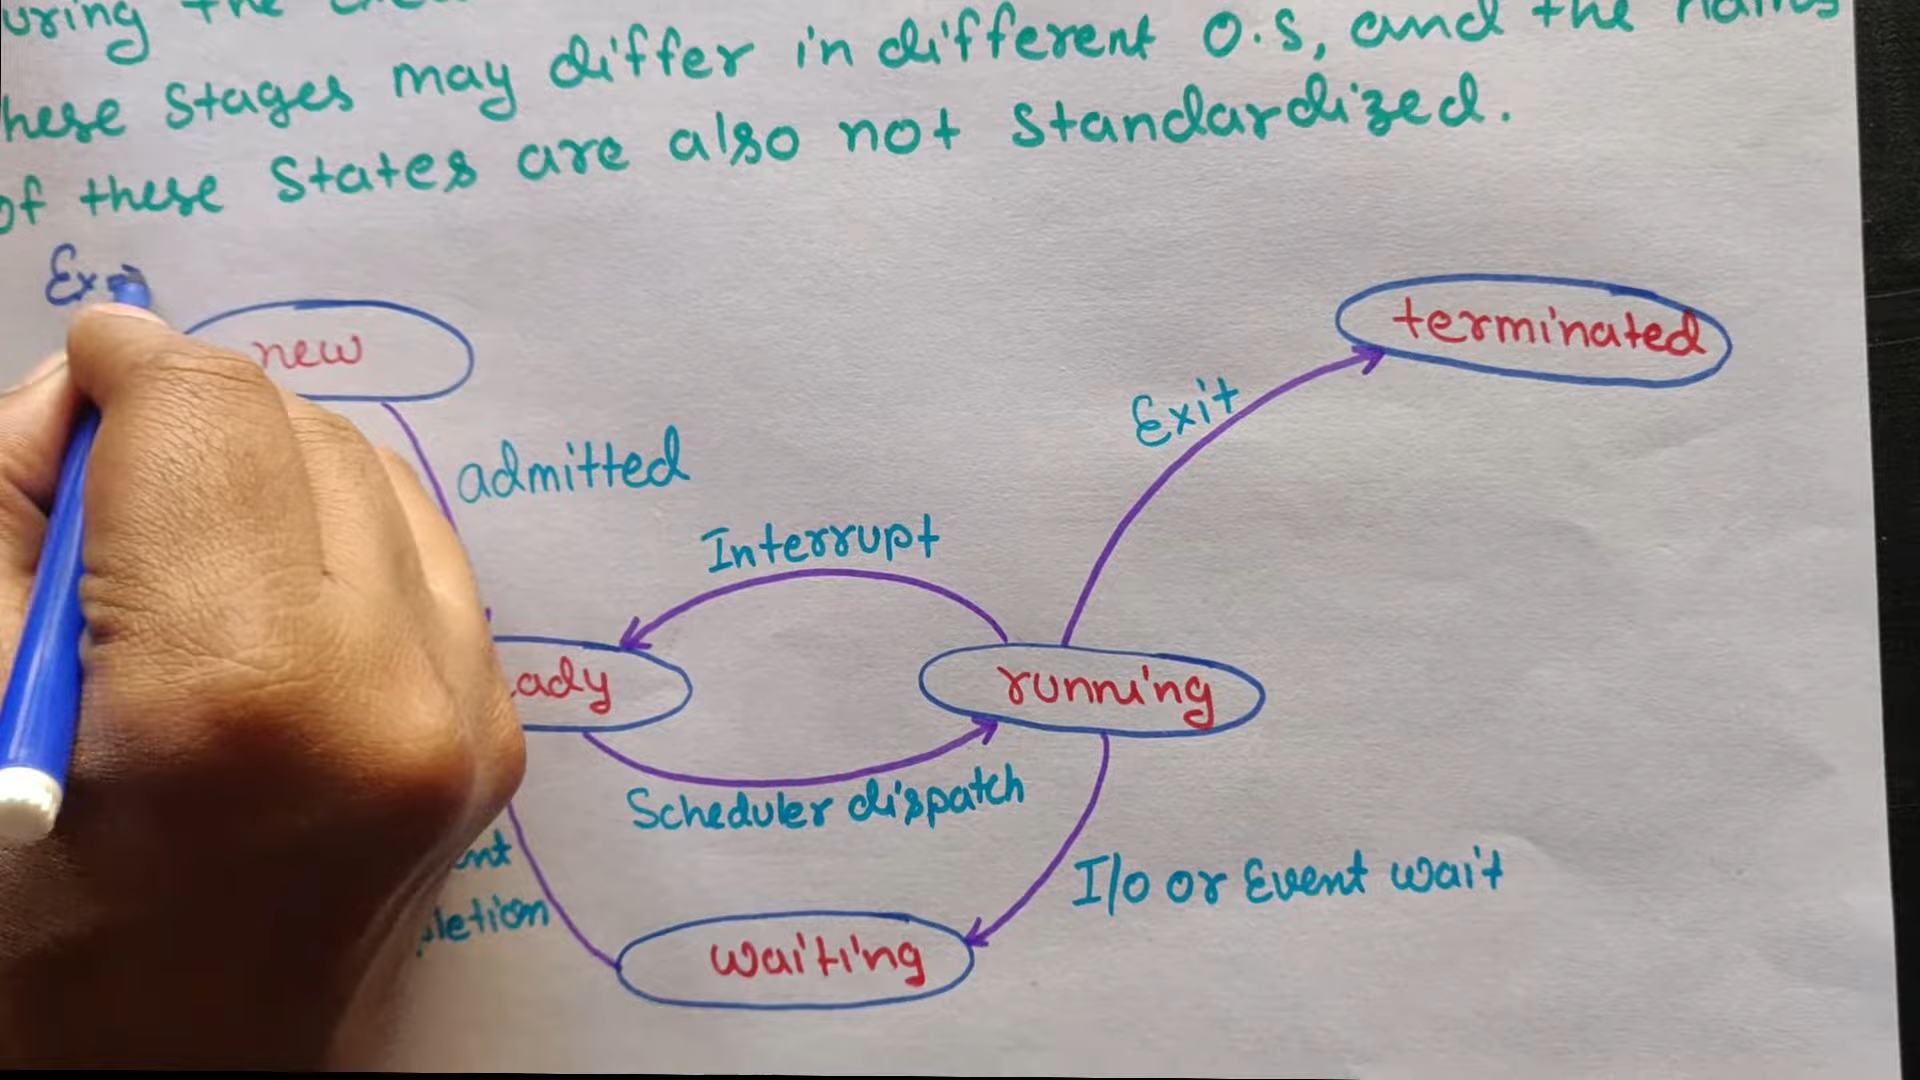 the
these Stages may differ in different O.S, and the
of these States are also not Standardized.
new
terminated
Exit
admitted
Interrupt
running
Scheduler dispatch
I/O or Event wait
waiting